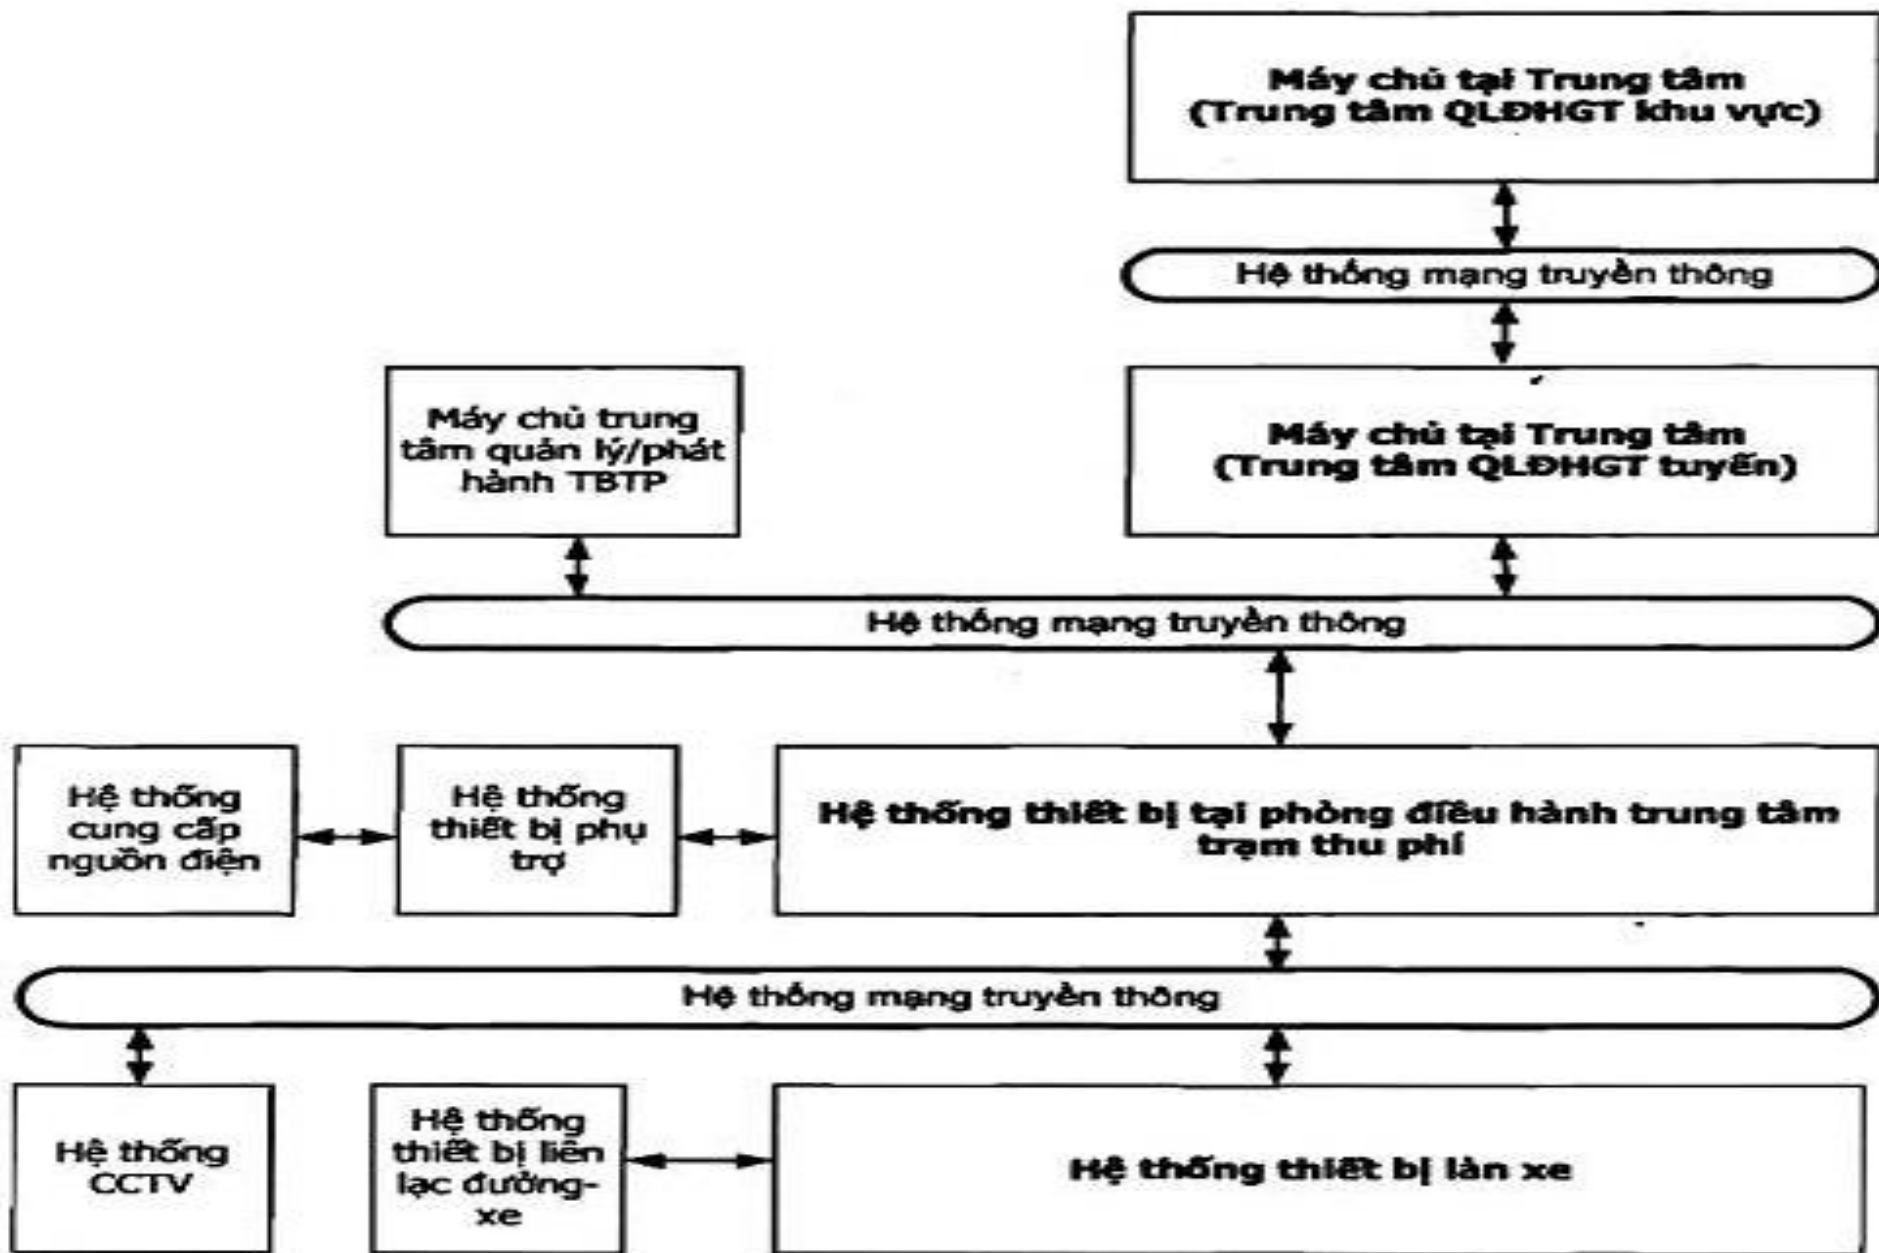 Máy chủ tại Trung tâm
(Trung tâm QLĐHGT khu vực)
Hệ thống mạng truyền thông
Máy chủ trung
tâm quản lý/phát
hành TBTP
Máy chủ tại Trung tâm
(Trung tâm QLĐHGT tuyến)
Hệ thống mạng truyền thông
Hệ thống
cung cấp
nguồn điện
Hệ thống
thiết bị phụ
trợ
Hệ thống thiết bị tại phòng điều hành trung tâm
trạm thu phí
Hệ thống mạng truyền thông
Hệ thống
CCTV
Hệ thống
thiết bị liên
lạc đường-
xe
Hệ thống thiết bị làn xe